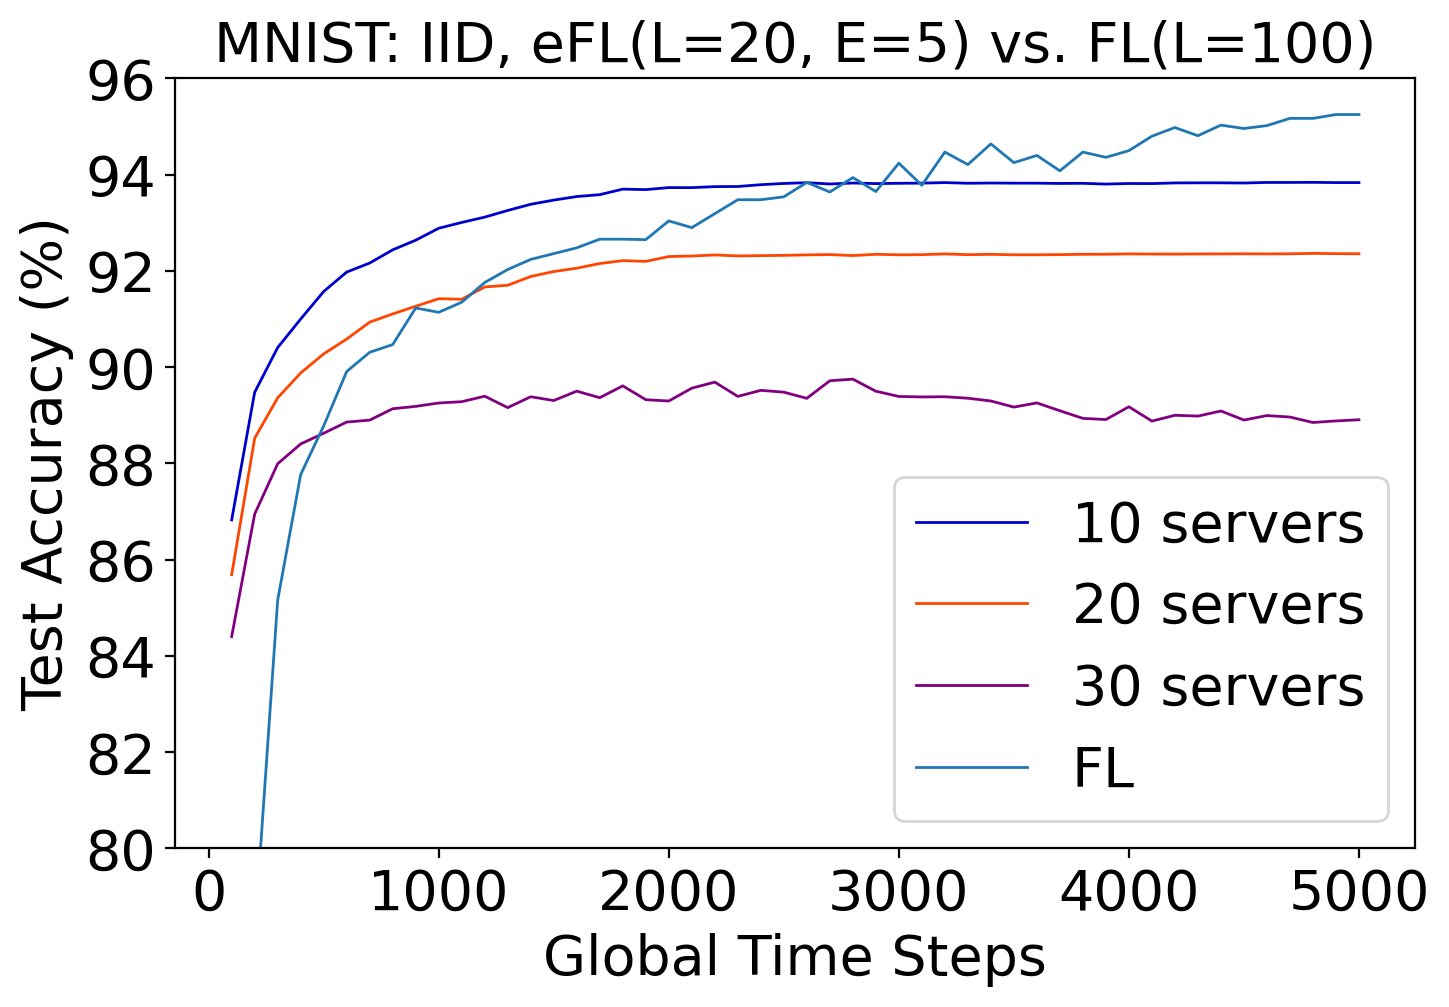 MNIST: IID, eFL(L=20, E=5) vs. FL(L=100)
96
94
92
90
88
86
84
82
80
Test Accuracy (%)
10 servers
20 servers
30 servers
FL
0 1000 2000 3000 4000 5000
Global Time Steps